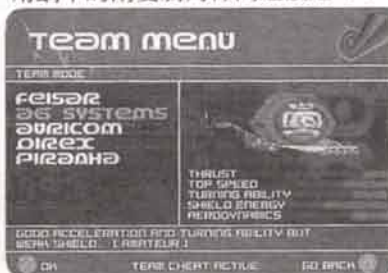 TEAM MENU
TEAM MODE
FEISAR
AG SYSTEMS
AURICOM
QIREX
PIRANHA
THRUST
TOP SPEED
TURNING ABILITY
SHIELD ENERGY
AERODYNAMICS
GOOD ACCELERATION AND TURNING ABILITY BUT
WEAK SHIELD. [AMATEUR]
OK TEAM CHEAT ACTIVE GO BACK